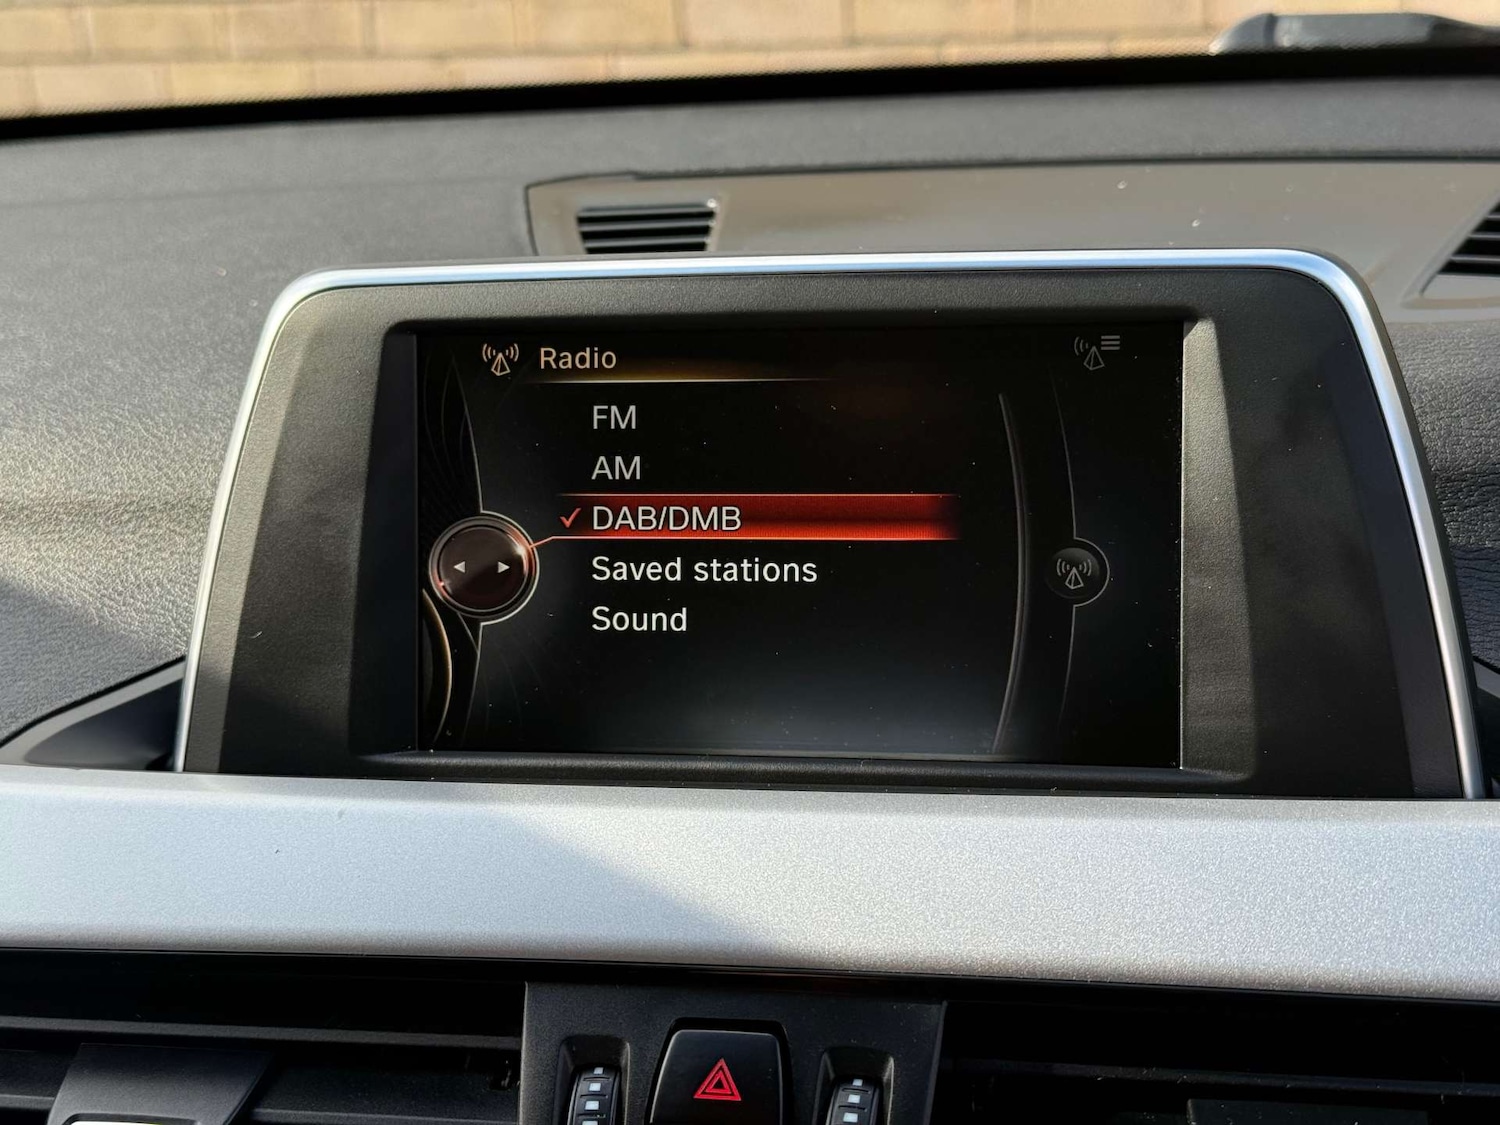 Radio
FM
AM
DAB/DMB
Saved stations
Sound